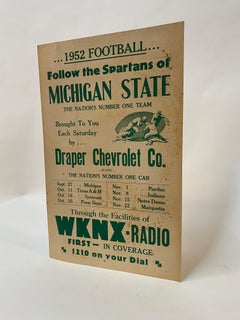 ...1952 FOOTBALL...
Follow the Spartans of
MICHIGAN STATE
THE NATION'S NUMBER ONE TEAM
Brought To You
Each Saturday
by...
Draper Chevrolet Co.
THE NATION'S NUMBER ONE CAR
Sept 27 Michigan Nov. 1 Purdue
Oct. 11 Texas A & M Nov. 8 Indiana
Oct. 18 Syracuse Nov. 15 Notre Dame
Oct. 25 Penn State Nov. 22 Marquette
Through the Facilities of
WKNX-RADIO
FIRST— IN COVERAGE
1210 on your Dial